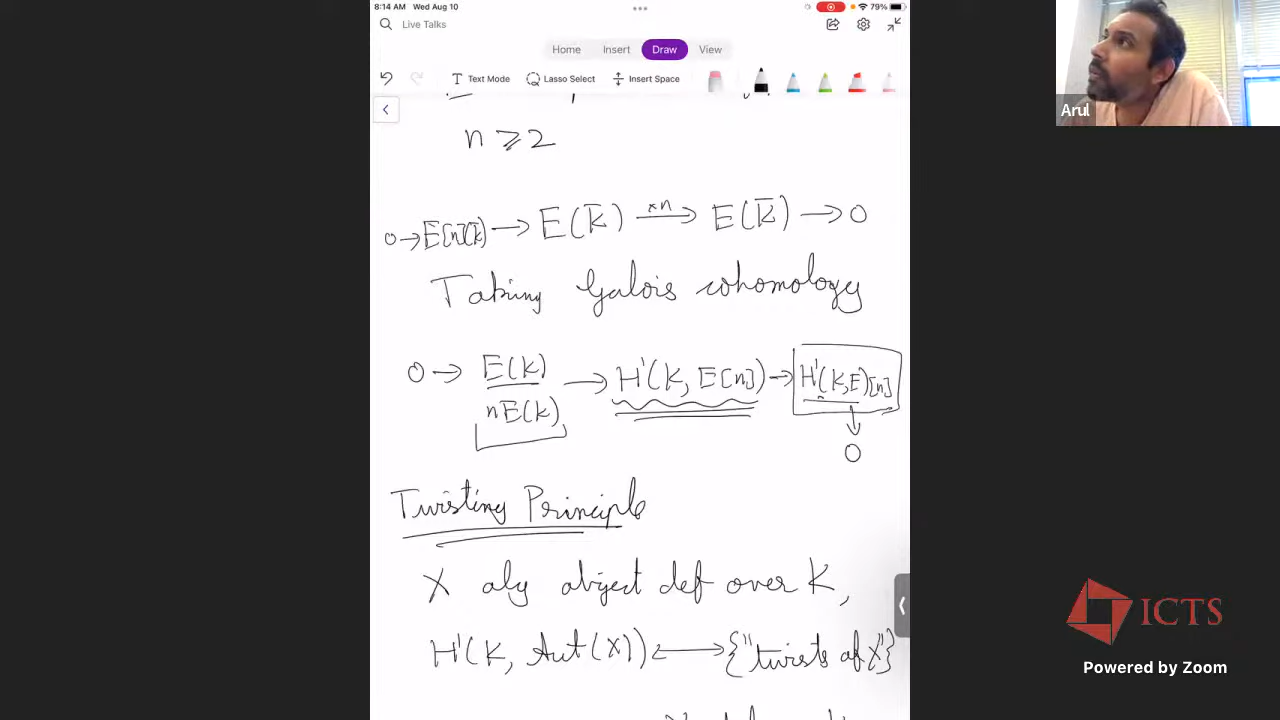 8:14 AM Wed Aug 10
79%
Live Talks
Home Insert Draw View
Text Mode Lasso Select Insert Space
n ⩾ 2
0 → E[n](K̄) → E(K̄) —×n→ E(K̄) → 0
Taking Galois cohomology
0 → E(K)/nE(K) → H¹(K, E[n]) → H¹(K,E)[n]
↓
0
Twisting Principle
X alg object def over K,
H¹(K, Aut(X)) ⟷ {"twists of X"}
Arul
ICTS
Powered by Zoom